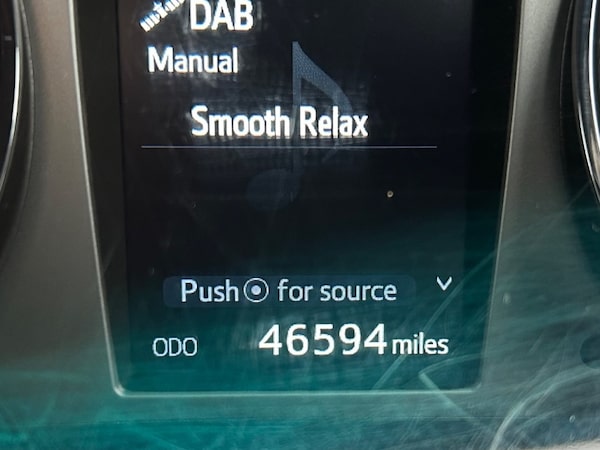 DAB
Manual
Smooth Relax
Push for source
ODO 46594 miles